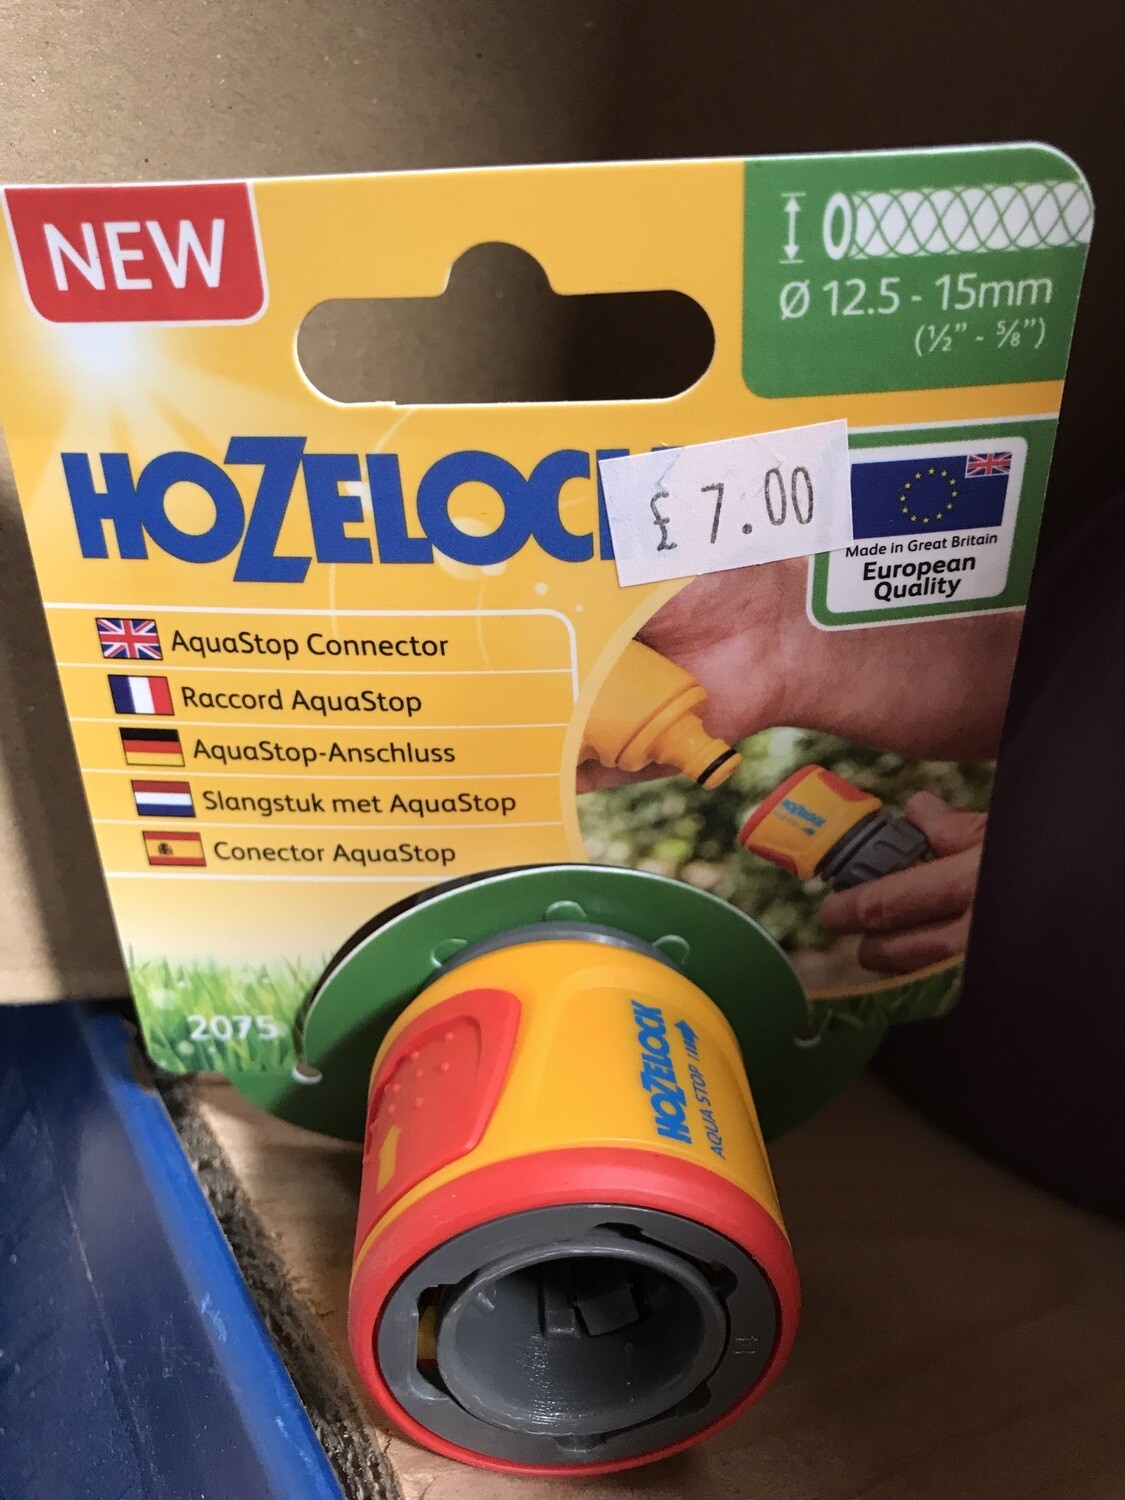 NEW
Ø 12.5 - 15mm
(½" - ⅝")
HOZELOCK
£ 7.00
Made in Great Britain
European
Quality
AquaStop Connector
Raccord AquaStop
AquaStop-Anschluss
Slangstuk met AquaStop
Conector AquaStop
HOZELOCK
2075
HOZELOCK
AQUA STOP